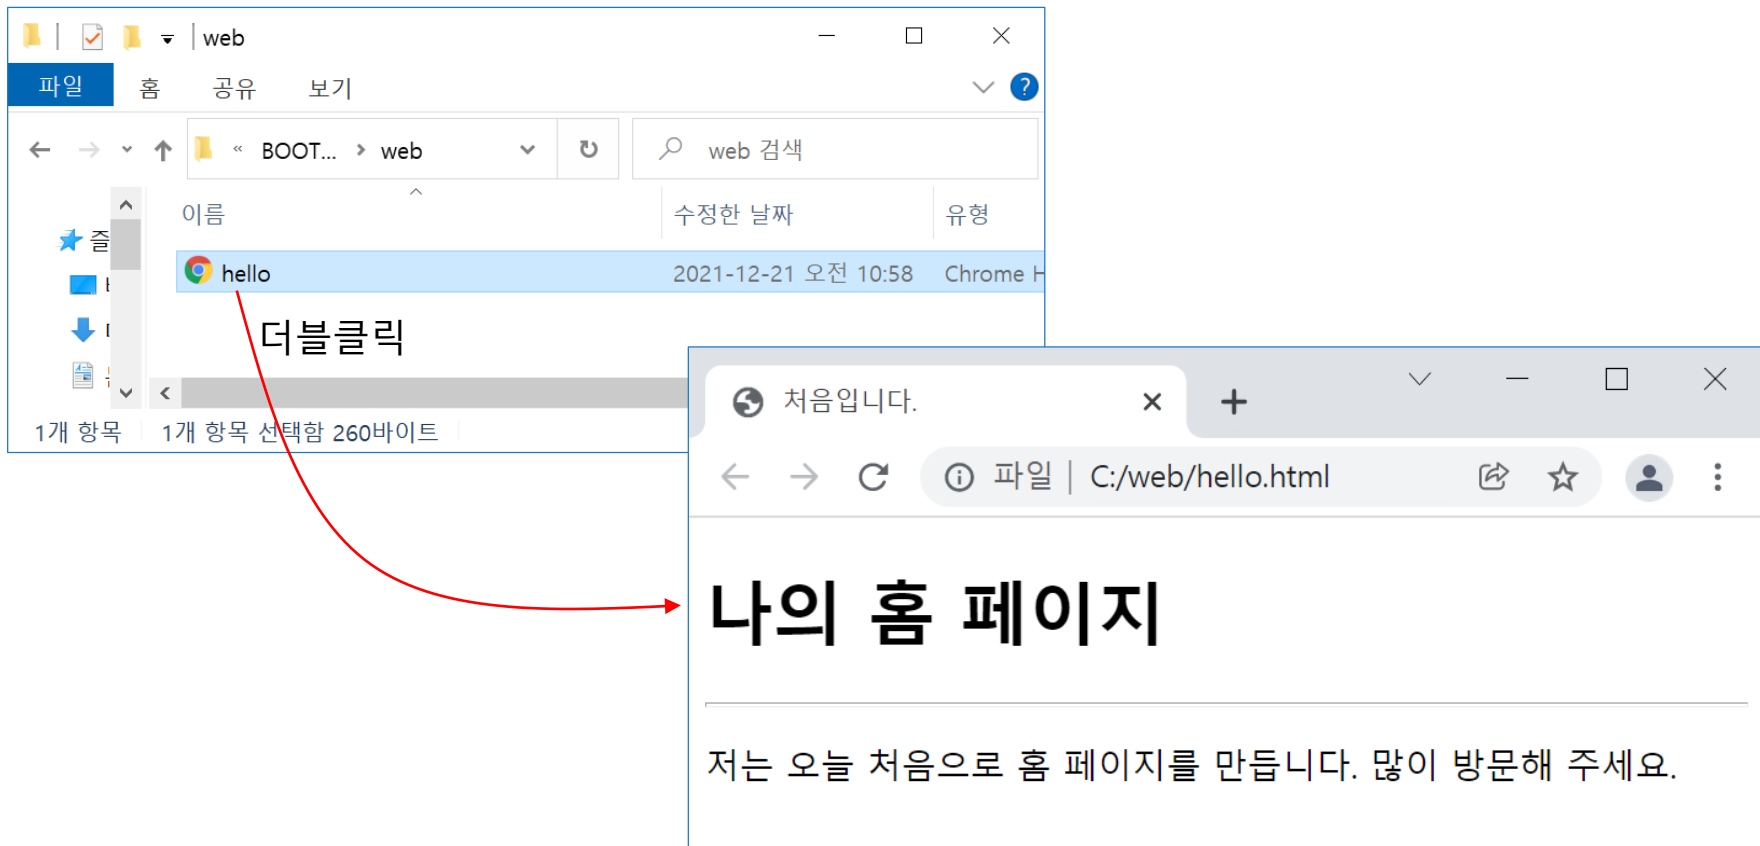 web
파일 홈 공유 보기
« BOOT... > web
web 검색
이름 수정한 날짜 유형
즐
hello 2021-12-21 오전 10:58 Chrome H
더블클릭
1개 항목 1개 항목 선택함 260바이트
처음입니다.
파일 | C:/web/hello.html
나의 홈 페이지
저는 오늘 처음으로 홈 페이지를 만듭니다. 많이 방문해 주세요.